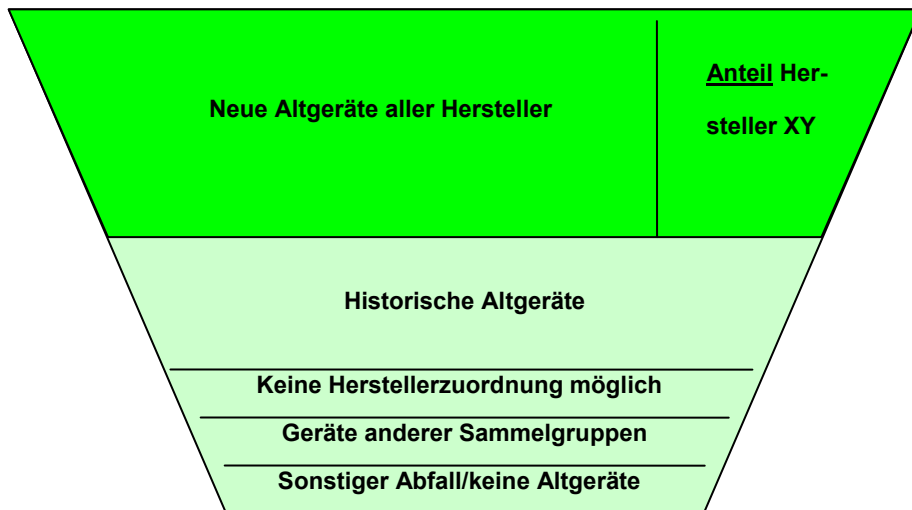 Neue Altgeräte aller Hersteller
Anteil Her-
steller XY
Historische Altgeräte
Keine Herstellerzuordnung möglich
Geräte anderer Sammelgruppen
Sonstiger Abfall/keine Altgeräte